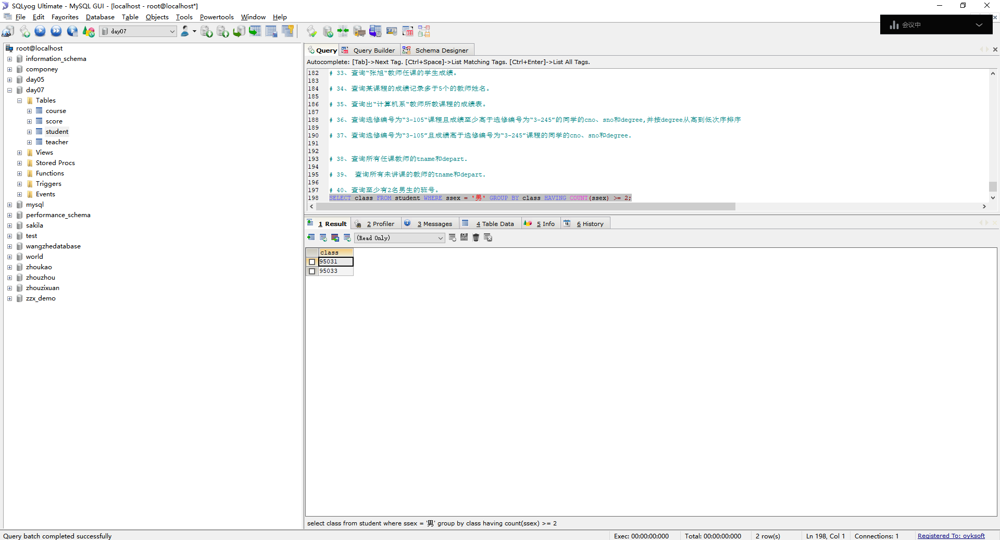 SQLyog Ultimate - MySQL GUI - [localhost - root@localhost*]
File Edit Favorites Database Table Objects Tools Powertools Window Help
会议中
day07
root@localhost
information_schema
componey
day05
day07
Tables
course
score
student
teacher
Views
Stored Procs
Functions
Triggers
Events
mysql
performance_schema
sakila
test
wangzhedatabase
world
zhoukao
zhouzhou
zhouzixuan
zzx_demo
Query Query Builder Schema Designer
Autocomplete: [Tab]->Next Tag. [Ctrl+Space]->List Matching Tags. [Ctrl+Enter]->List All Tags.
182 # 33、查询“张旭“教师任课的学生成绩。
183
184 # 34、查询某课程的成绩记录多于5个的教师姓名。
185
186 # 35、查询出“计算机系“教师所教课程的成绩表。
187
188 # 36、查询选修编号为“3-105“课程且成绩至少高于选修编号为“3-245”的同学的cno、sno和degree,并按degree从高到低次序排序
189
190 # 37、查询选修编号为“3-105”且成绩高于选修编号为“3-245”课程的同学的cno、sno和degree.
191
192
193 # 38、查询所有任课教师的tname和depart.
194
195 # 39、 查询所有未讲课的教师的tname和depart.
196
197 # 40、查询至少有2名男生的班号。
198 SELECT class FROM student WHERE ssex = '男' GROUP BY class HAVING COUNT(ssex) >= 2;
1 Result 2 Profiler 3 Messages 4 Table Data 5 Info 6 History
(Read Only)
class
95031
95033
select class from student where ssex = '男' group by class having count(ssex) >= 2
Query batch completed successfully Exec: 00:00:00:000 Total: 00:00:00:000 2 row(s) Ln 198, Col 1 Connections: 1 Registered To: oyksoft